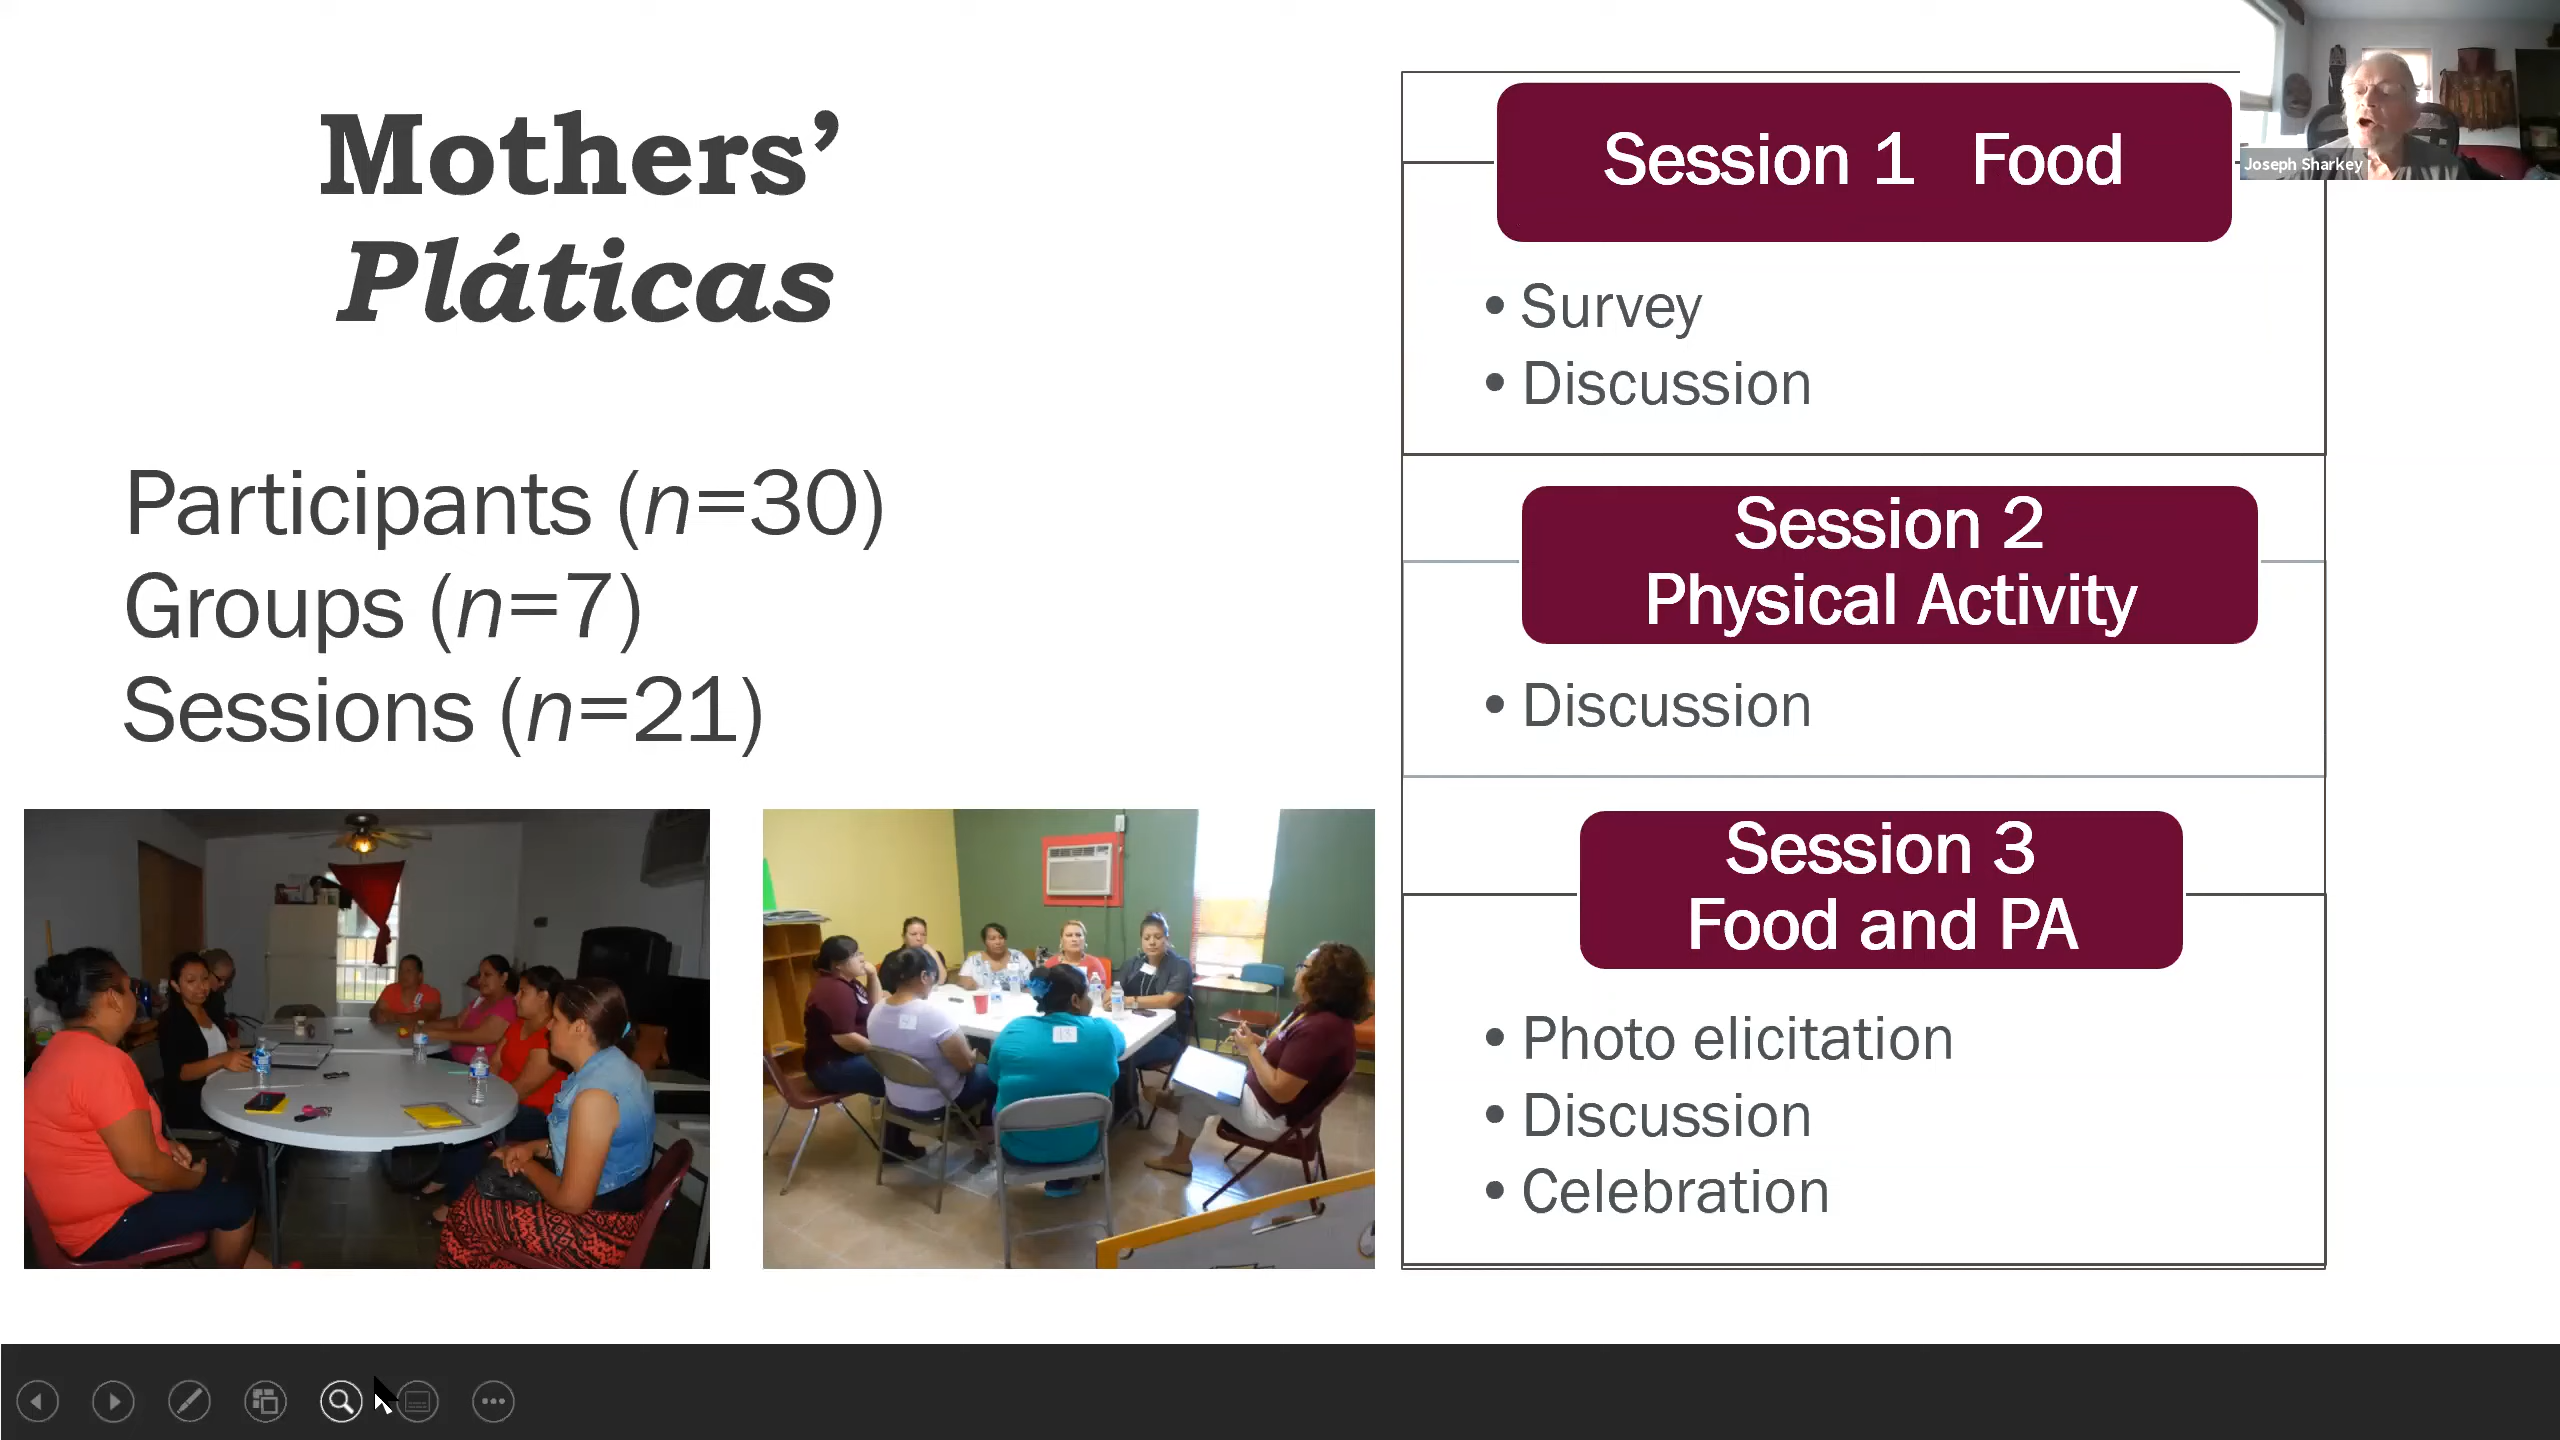 Mothers’
Pláticas
Participants (n=30)
Groups (n=7)
Sessions (n=21)
Session 1 Food
• Survey
• Discussion
Session 2
Physical Activity
• Discussion
Session 3
Food and PA
• Photo elicitation
• Discussion
• Celebration
Joseph Sharkey